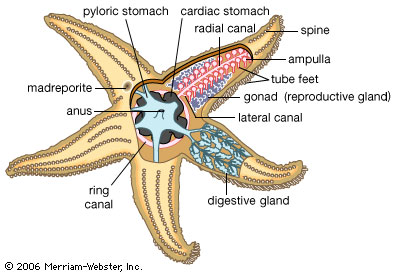 pyloric stomach
cardiac stomach
radial canal
spine
ampulla
tube feet
madreporite
gonad (reproductive gland)
anus
lateral canal
ring
canal
digestive gland
© 2006 Merriam-Webster, Inc.